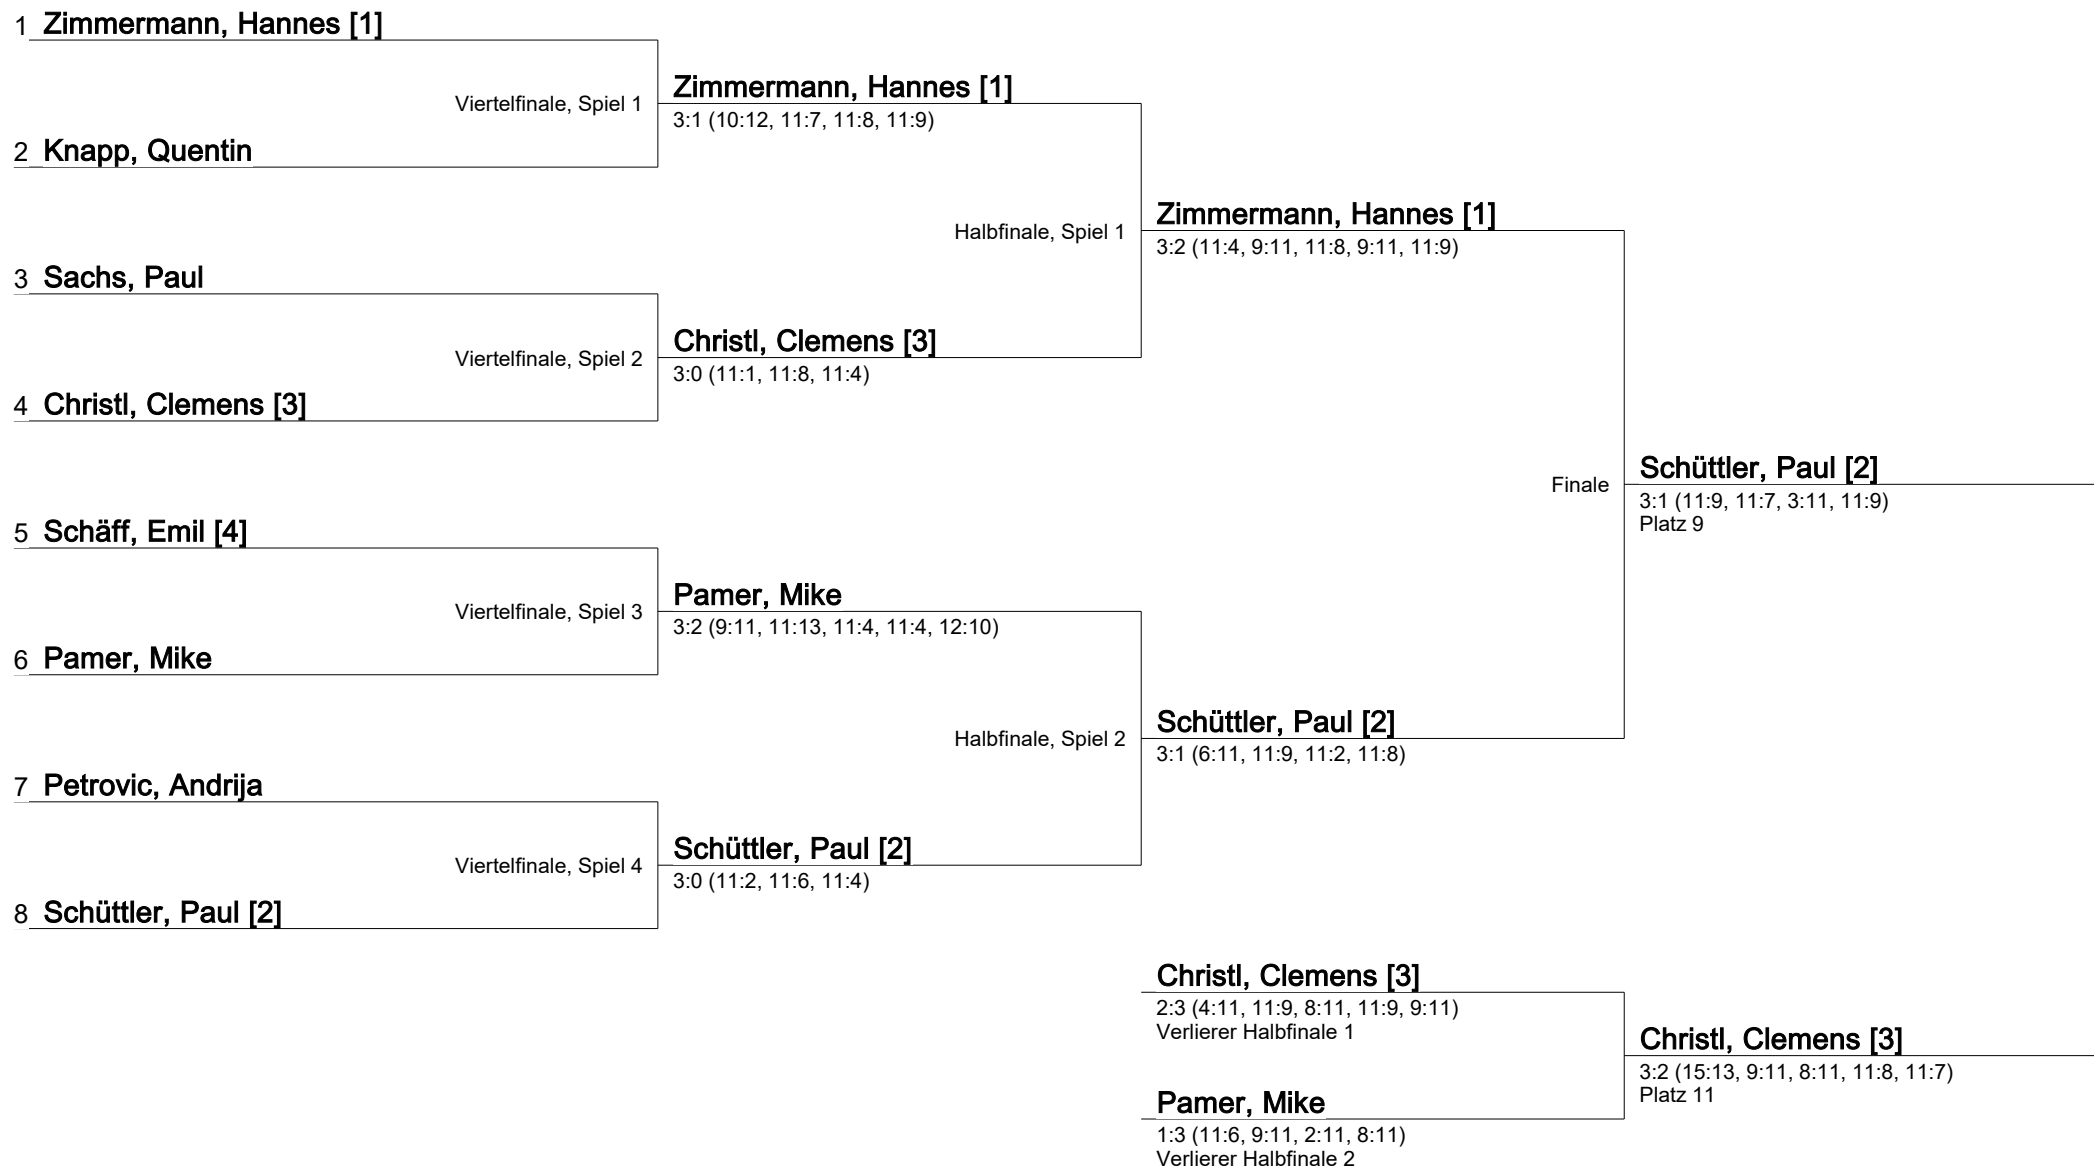 1 Zimmermann, Hannes [1]
Viertelfinale, Spiel 1
2 Knapp, Quentin
Zimmermann, Hannes [1]
3:1 (10:12, 11:7, 11:8, 11:9)
3 Sachs, Paul
Viertelfinale, Spiel 2
4 Christl, Clemens [3]
Christl, Clemens [3]
3:0 (11:1, 11:8, 11:4)
Halbfinale, Spiel 1
Zimmermann, Hannes [1]
3:2 (11:4, 9:11, 11:8, 9:11, 11:9)
5 Schäff, Emil [4]
Viertelfinale, Spiel 3
6 Pamer, Mike
Pamer, Mike
3:2 (9:11, 11:13, 11:4, 11:4, 12:10)
7 Petrovic, Andrija
Viertelfinale, Spiel 4
8 Schüttler, Paul [2]
Schüttler, Paul [2]
3:0 (11:2, 11:6, 11:4)
Halbfinale, Spiel 2
Schüttler, Paul [2]
3:1 (6:11, 11:9, 11:2, 11:8)
Finale
Schüttler, Paul [2]
3:1 (11:9, 11:7, 3:11, 11:9)
Platz 9
Christl, Clemens [3]
2:3 (4:11, 11:9, 8:11, 11:9, 9:11)
Verlierer Halbfinale 1
Pamer, Mike
1:3 (11:6, 9:11, 2:11, 8:11)
Verlierer Halbfinale 2
Christl, Clemens [3]
3:2 (15:13, 9:11, 8:11, 11:8, 11:7)
Platz 11